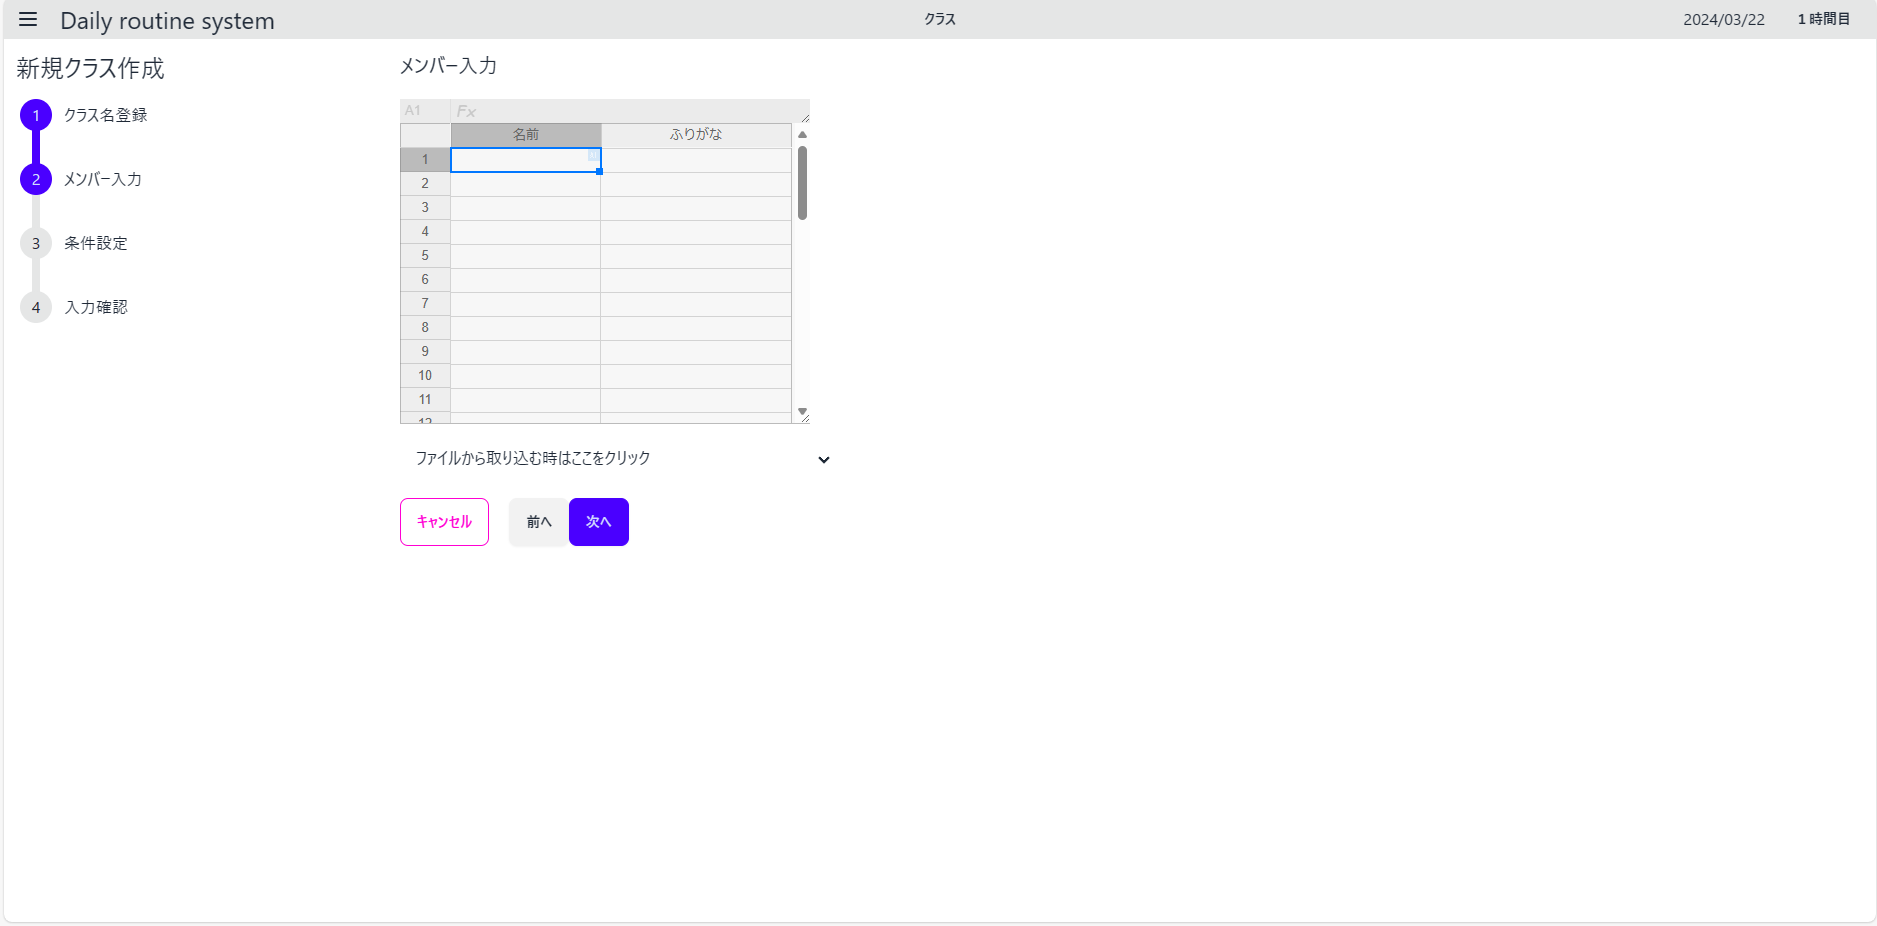 Daily routine system
クラス
2024/03/22
1 時間目
新規クラス作成
1 クラス名登録
2 メンバー入力
3 条件設定
4 入力確認
メンバー入力
A1 Fx
名前 ふりがな
1
2
3
4
5
6
7
8
9
10
11
12
ファイルから取り込む時はここをクリック
キャンセル 前へ 次へ